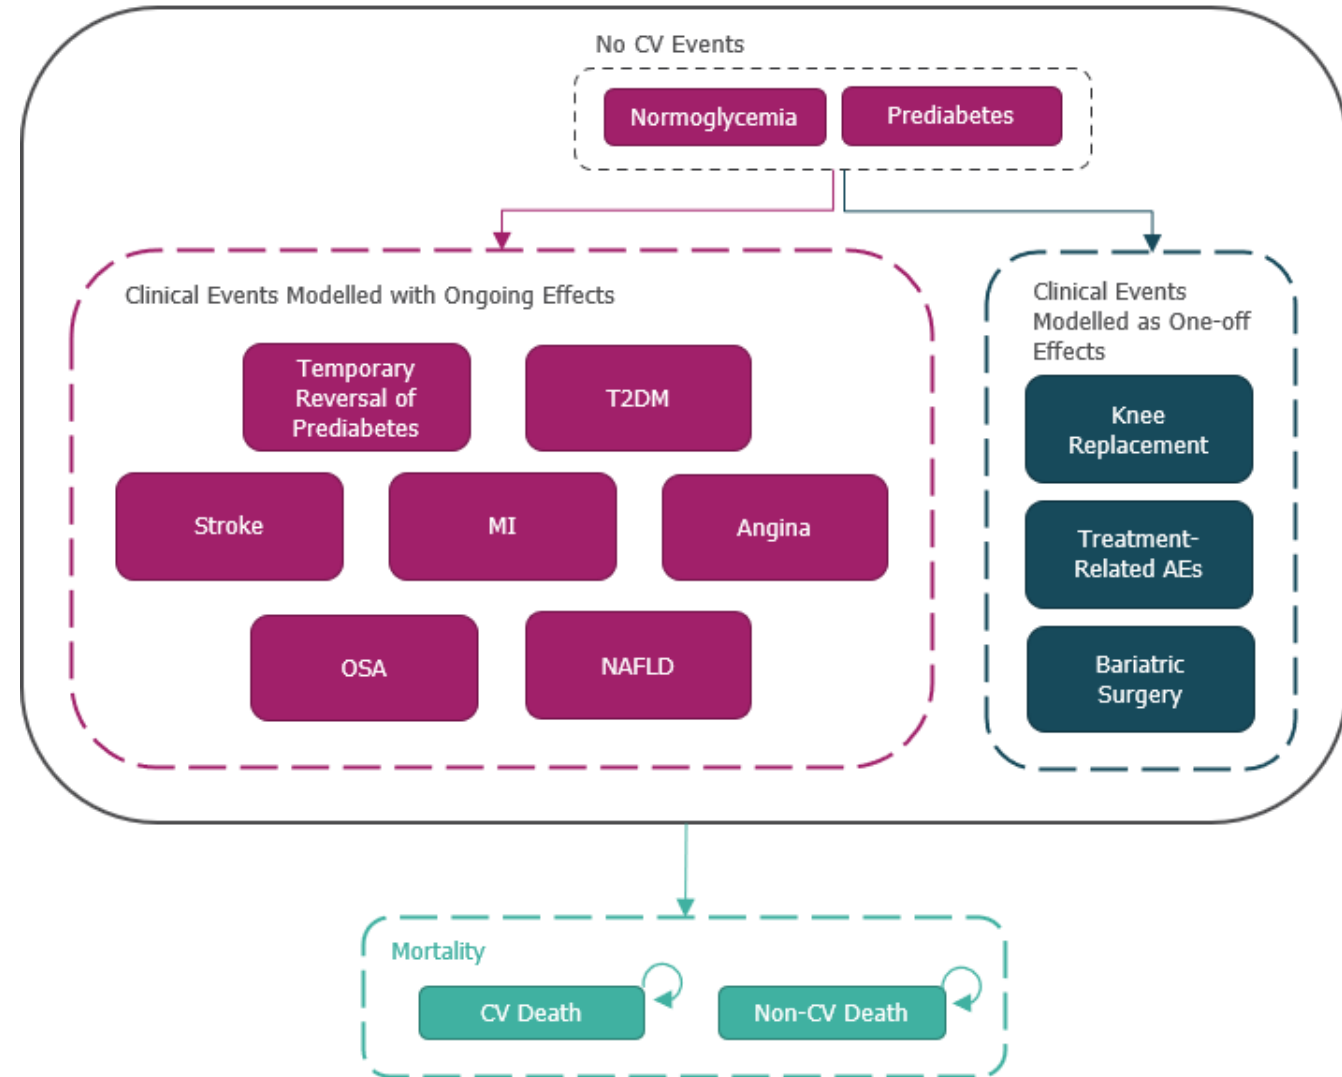 No CV Events
Normoglycemia
Prediabetes
Clinical Events Modelled with Ongoing Effects
Temporary
Reversal of
Prediabetes
T2DM
Stroke
MI
Angina
OSA
NAFLD
Clinical Events
Modelled as One-off
Effects
Knee
Replacement
Treatment-
Related AEs
Bariatric
Surgery
Mortality
CV Death
Non-CV Death